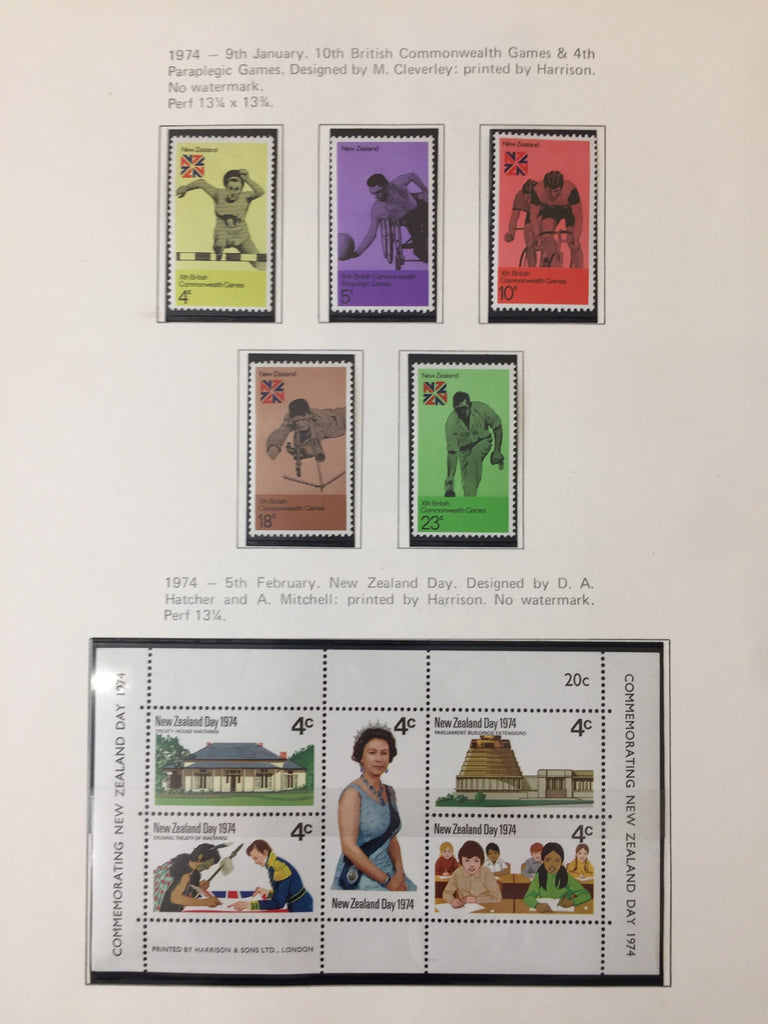 1974 — 9th January. 10th British Commonwealth Games & 4th
Paraplegic Games. Designed by M. Cleverley: printed by Harrison.
No watermark.
Perf 13¼ x 13¾.
New Zealand
Xth British
Commonwealth Games
4c
New Zealand
Xth British Commonwealth
Paraplegic Games
5c
New Zealand
Xth British
Commonwealth Games
10c
New Zealand
Xth British
Commonwealth Games
18c
New Zealand
Xth British
Commonwealth Games
23c
1974 — 5th February. New Zealand Day. Designed by D. A.
Hatcher and A. Mitchell: printed by Harrison. No watermark.
Perf 13¼.
COMMEMORATING NEW ZEALAND DAY 1974
20c
New Zealand Day 1974 4c
TREATY HOUSE WAITANGI
4c
New Zealand Day 1974
New Zealand Day 1974 4c
PARLIAMENT BUILDINGS EXTENSIONS
New Zealand Day 1974 4c
SIGNING TREATY OF WAITANGI
New Zealand Day 1974 4c
PRINTED BY HARRISON & SONS LTD., LONDON
COMMEMORATING NEW ZEALAND DAY 1974